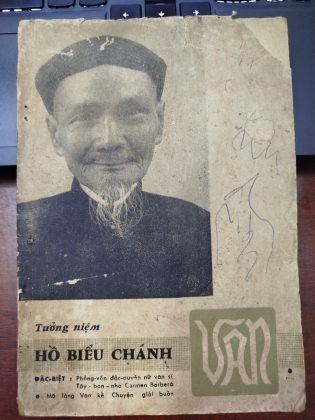 Tưởng niệm
HỒ BIỂU CHÁNH
VĂN
ĐẶC-BIỆT : Phỏng-vấn độc-quyền nữ văn sĩ
Tây - ban - nha Carmen Barberá
Mã lang Vân kể Chuyện giải buồn